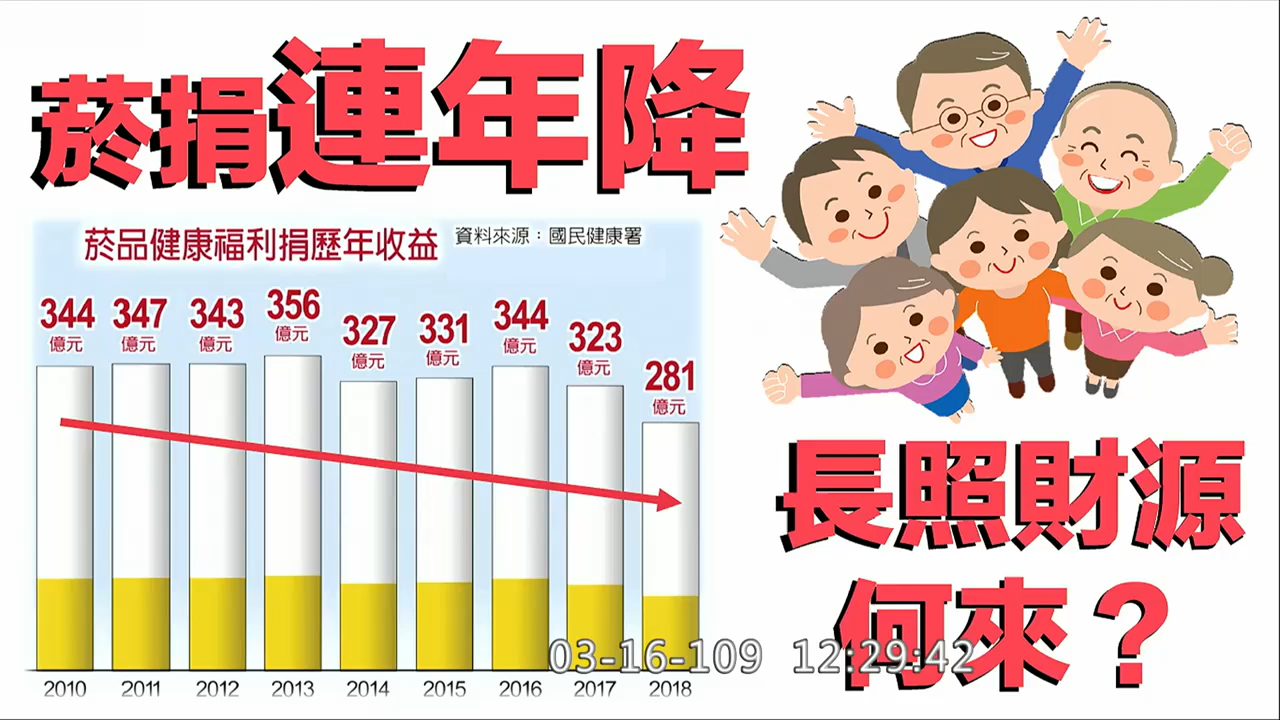 菸捐連年降
菸品健康福利捐歷年收益 資料來源：國民健康署
344 347 343 356 327 331 344 323 281
億元 億元 億元 億元 億元 億元 億元 億元 億元
2010 2011 2012 2013 2014 2015 2016 2017 2018
長照財源
何來？
03-16-109 12:29:42